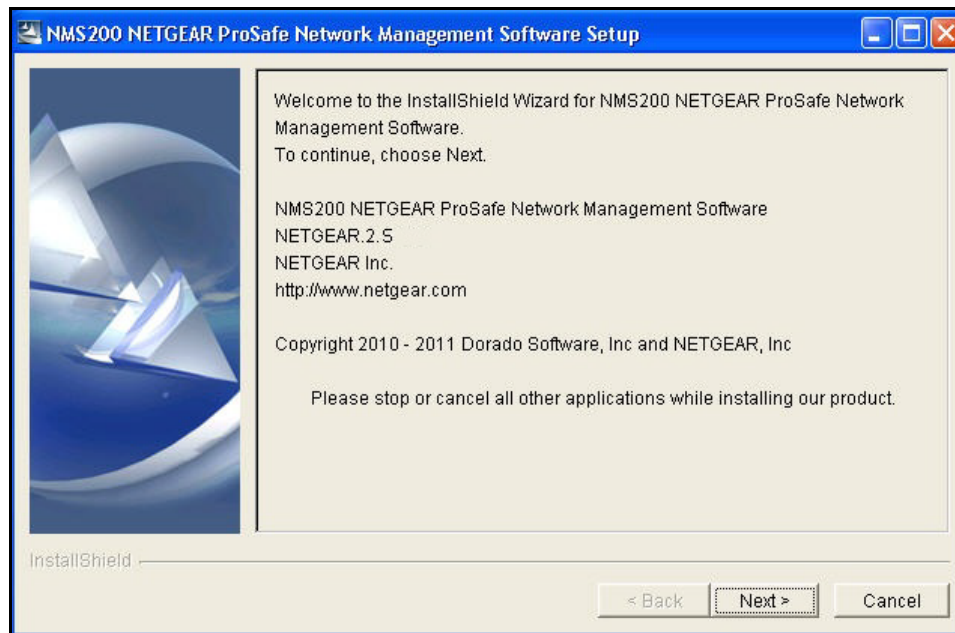 NMS200 NETGEAR ProSafe Network Management Software Setup
Welcome to the InstallShield Wizard for NMS200 NETGEAR ProSafe Network
Management Software.
To continue, choose Next.
NMS200 NETGEAR ProSafe Network Management Software
NETGEAR.2.S
NETGEAR Inc.
http://www.netgear.com
Copyright 2010 - 2011 Dorado Software, Inc and NETGEAR, Inc
Please stop or cancel all other applications while installing our product.
InstallShield
< Back
Next >
Cancel